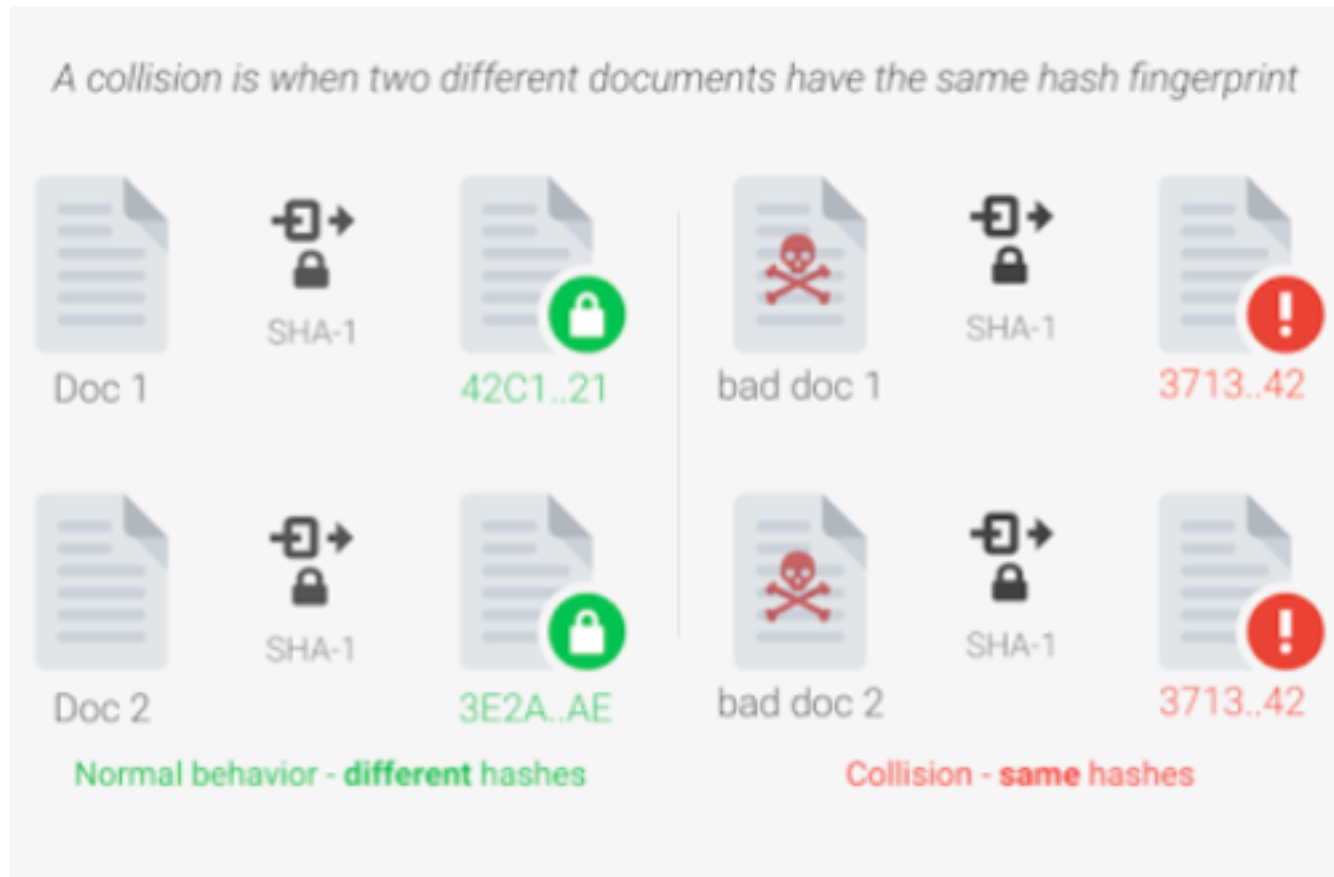 A collision is when two different documents have the same hash fingerprint
SHA-1
Doc 1
42C1..21
SHA-1
Doc 2
3E2A..AE
Normal behavior - different hashes
SHA-1
bad doc 1
3713..42
SHA-1
bad doc 2
3713..42
Collision - same hashes